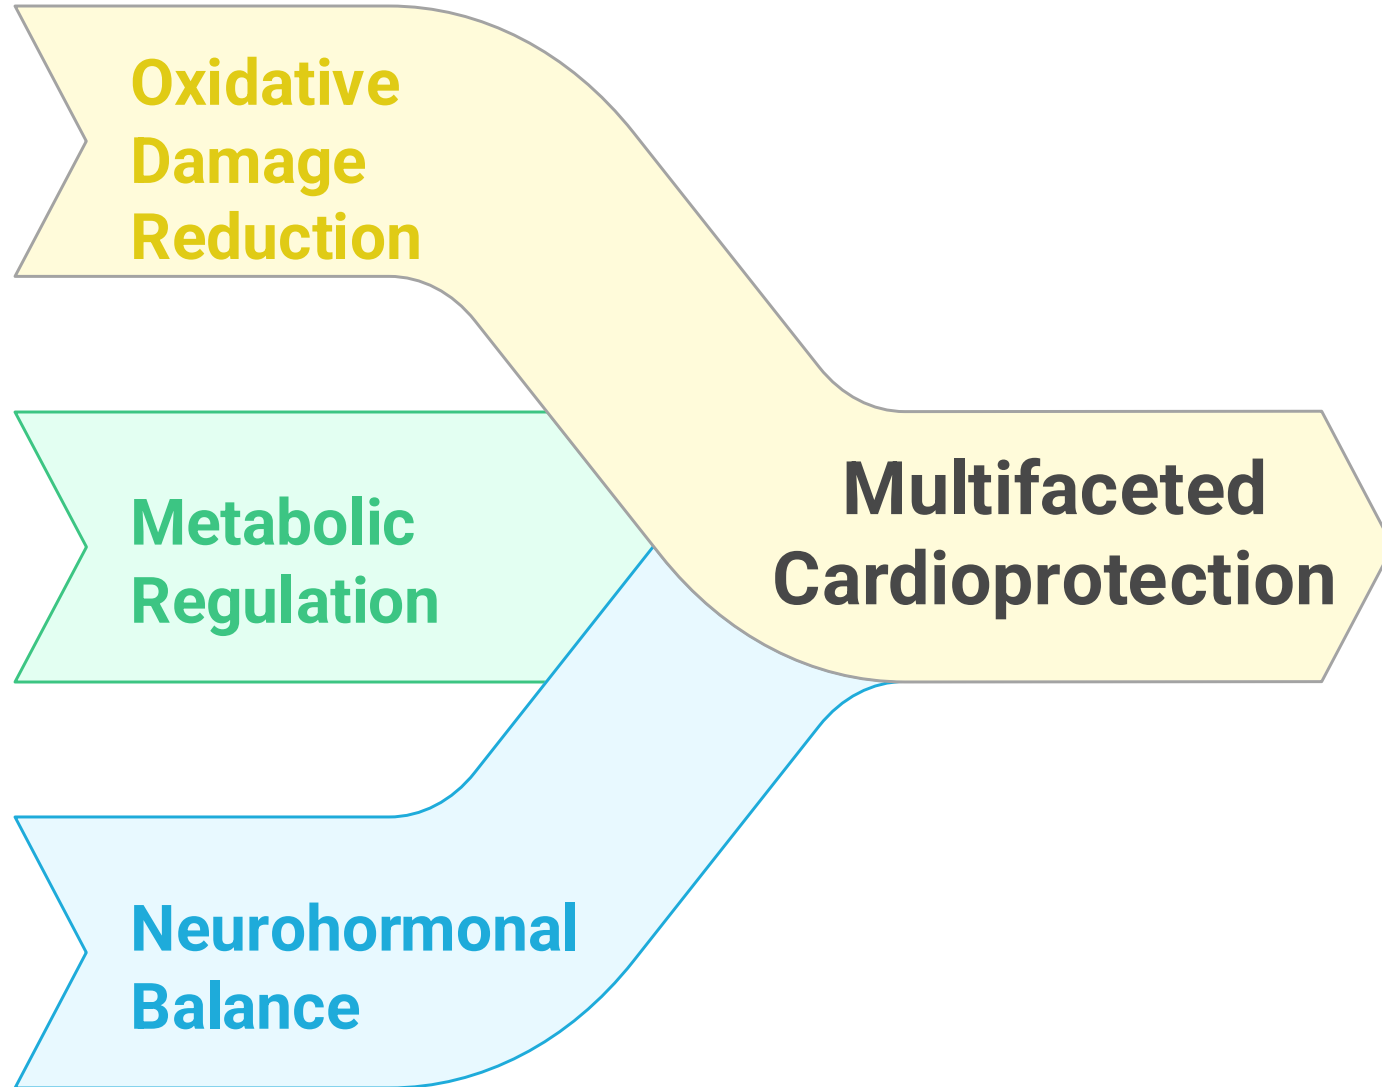 Oxidative
Damage
Reduction
Metabolic
Regulation
Neurohormonal
Balance
Multifaceted
Cardioprotection